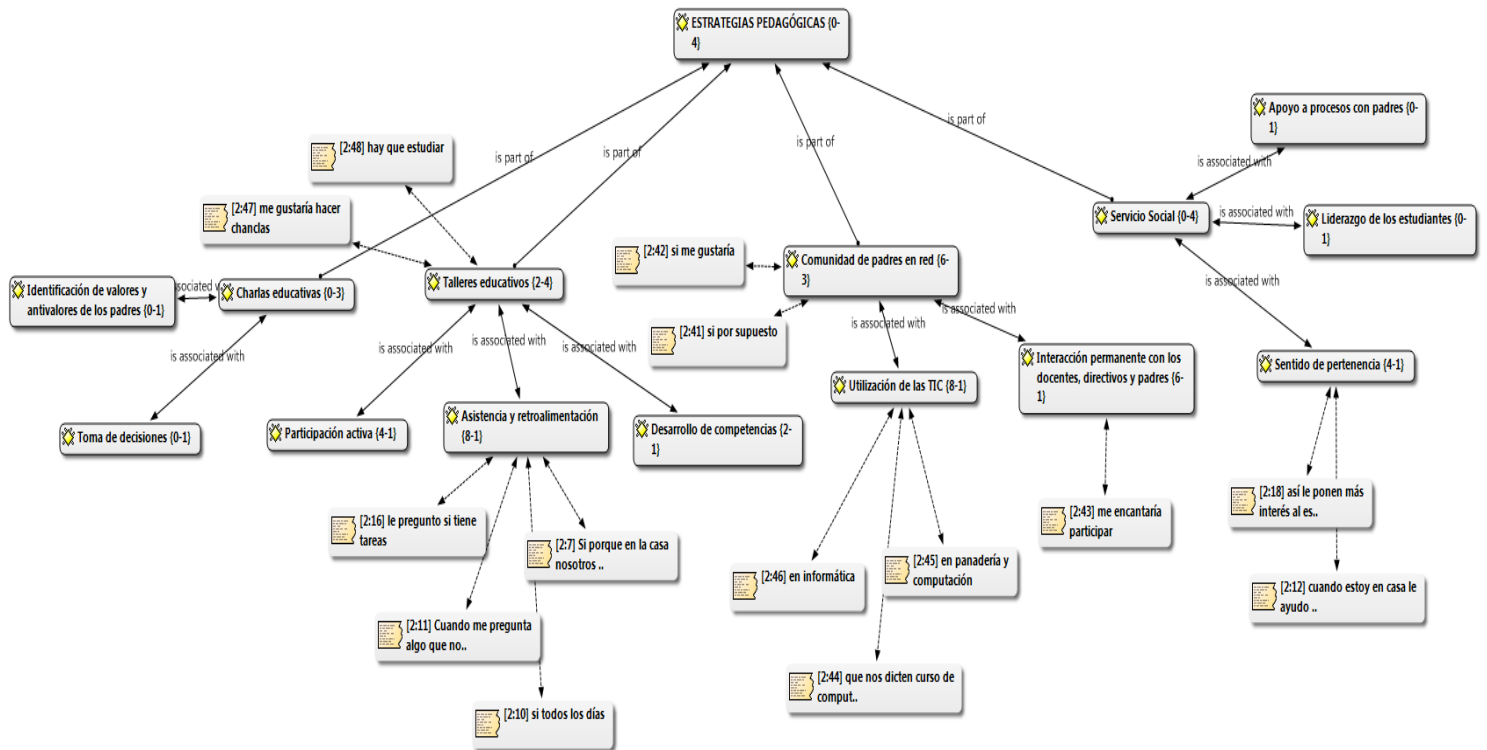 ESTRATEGIAS PEDAGÓGICAS {0-
4}
Apoyo a procesos con padres {0-
1}
is part of
is part of
is part of
is part of
is associated with
[2:48] hay que estudiar
[2:47] me gustaría hacer
chanclas
Servicio Social {0-4}
is associated with
Liderazgo de los estudiantes {0-
1}
[2:42] si me gustaría
Comunidad de padres en red {6-
3}
Identificación de valores y
antivalores de los padres {0-1}
Charlas educativas {0-3}
Talleres educativos {2-4}
is associated with
[2:41] si por supuesto
is associated with
is associated with
is associated with
is associated with
is associated with
is associated with
Interacción permanente con los
docentes, directivos y padres {6-
1}
Sentido de pertenencia {4-1}
Utilización de las TIC {8-1}
Toma de decisiones {0-1}
Participación activa {4-1}
Asistencia y retroalimentación
{8-1}
Desarrollo de competencias {2-
1}
[2:16] le pregunto si tiene
tareas
[2:7] Si porque en la casa
nosotros ..
[2:43] me encantaría
participar
[2:18] así le ponen más
interés al es..
[2:46] en informática
[2:45] en panadería y
computación
[2:12] cuando estoy en casa le
ayudo ..
[2:11] Cuando me pregunta
algo que no..
[2:44] que nos dicten curso de
comput..
[2:10] si todos los días